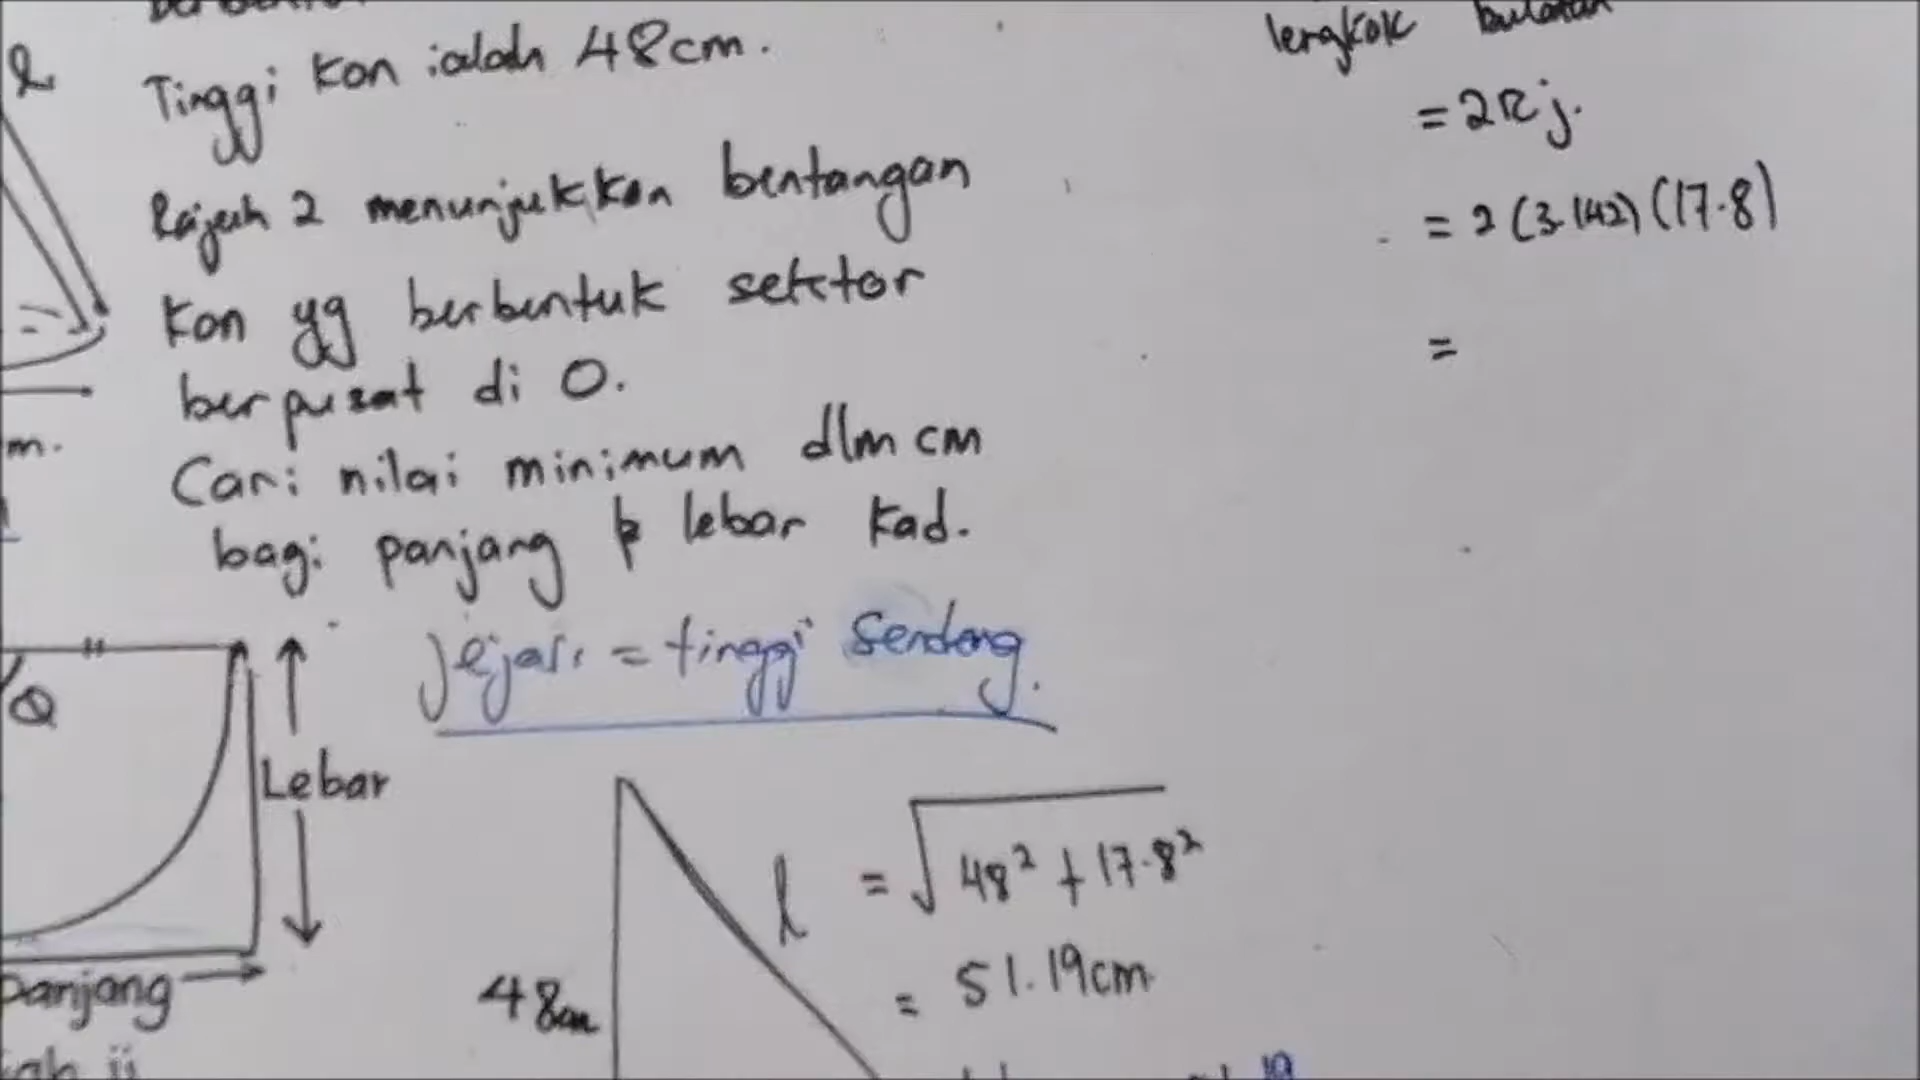 l
Tinggi kon ialah 48cm.
Rajah 2 menunjukkan bentangan
kon yg berbentuk sektor
berpusat di O.
Cari nilai minimum dlm cm
bagi panjang & lebar kad.
m.
Jejari = tinggi Sendeng.
θ
Lebar
Panjang
ii
48cm
l = √48² + 17.8²
= 51.19cm
lengkok bulatan
= 2πj.
= 2(3.142)(17.8)
=